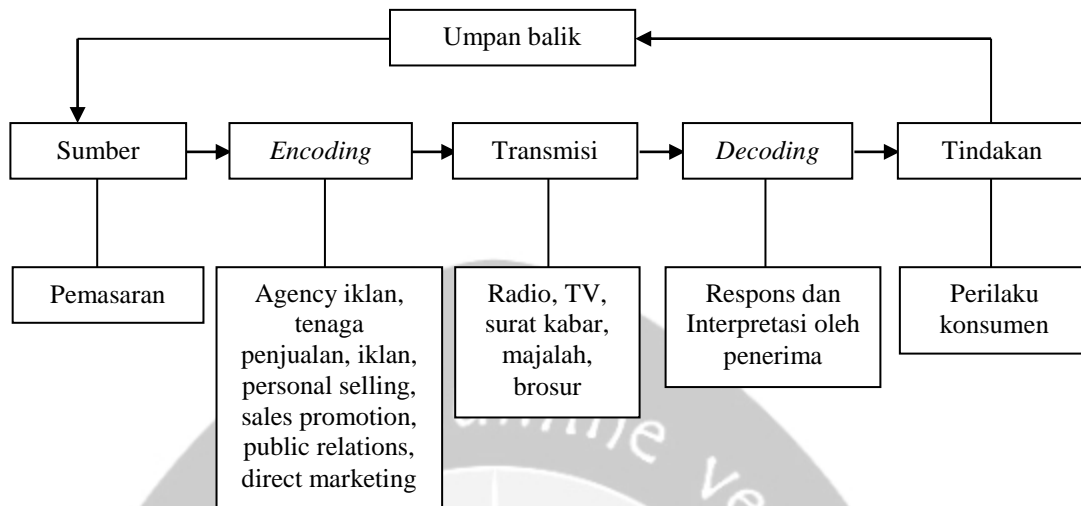 Umpan balik
Sumber
Encoding
Transmisi
Decoding
Tindakan
Pemasaran
Agency iklan,
tenaga
penjualan, iklan,
personal selling,
sales promotion,
public relations,
direct marketing
Radio, TV,
surat kabar,
majalah,
brosur
Respons dan
Interpretasi oleh
penerima
Perilaku
konsumen